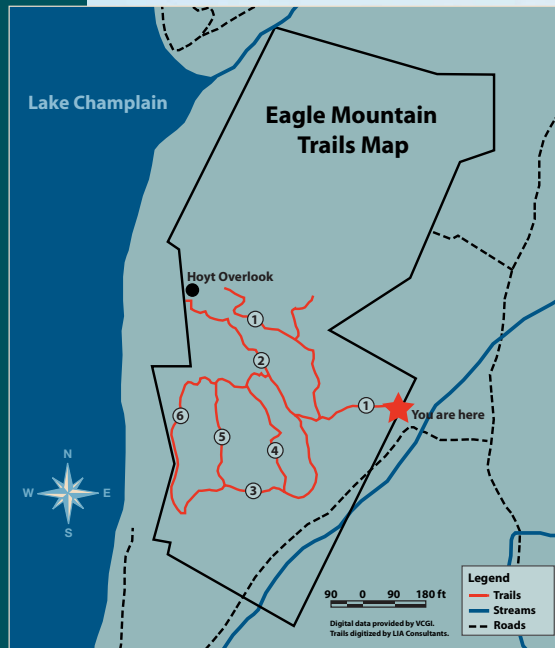 Lake Champlain
Eagle Mountain
Trails Map
Hoyt Overlook
1
2
1
You are here
6
5
4
3
N
W E
S
90 0 90 180 ft
Digital data provided by VCGI.
Trails digitized by LIA Consultants.
Legend
Trails
Streams
Roads